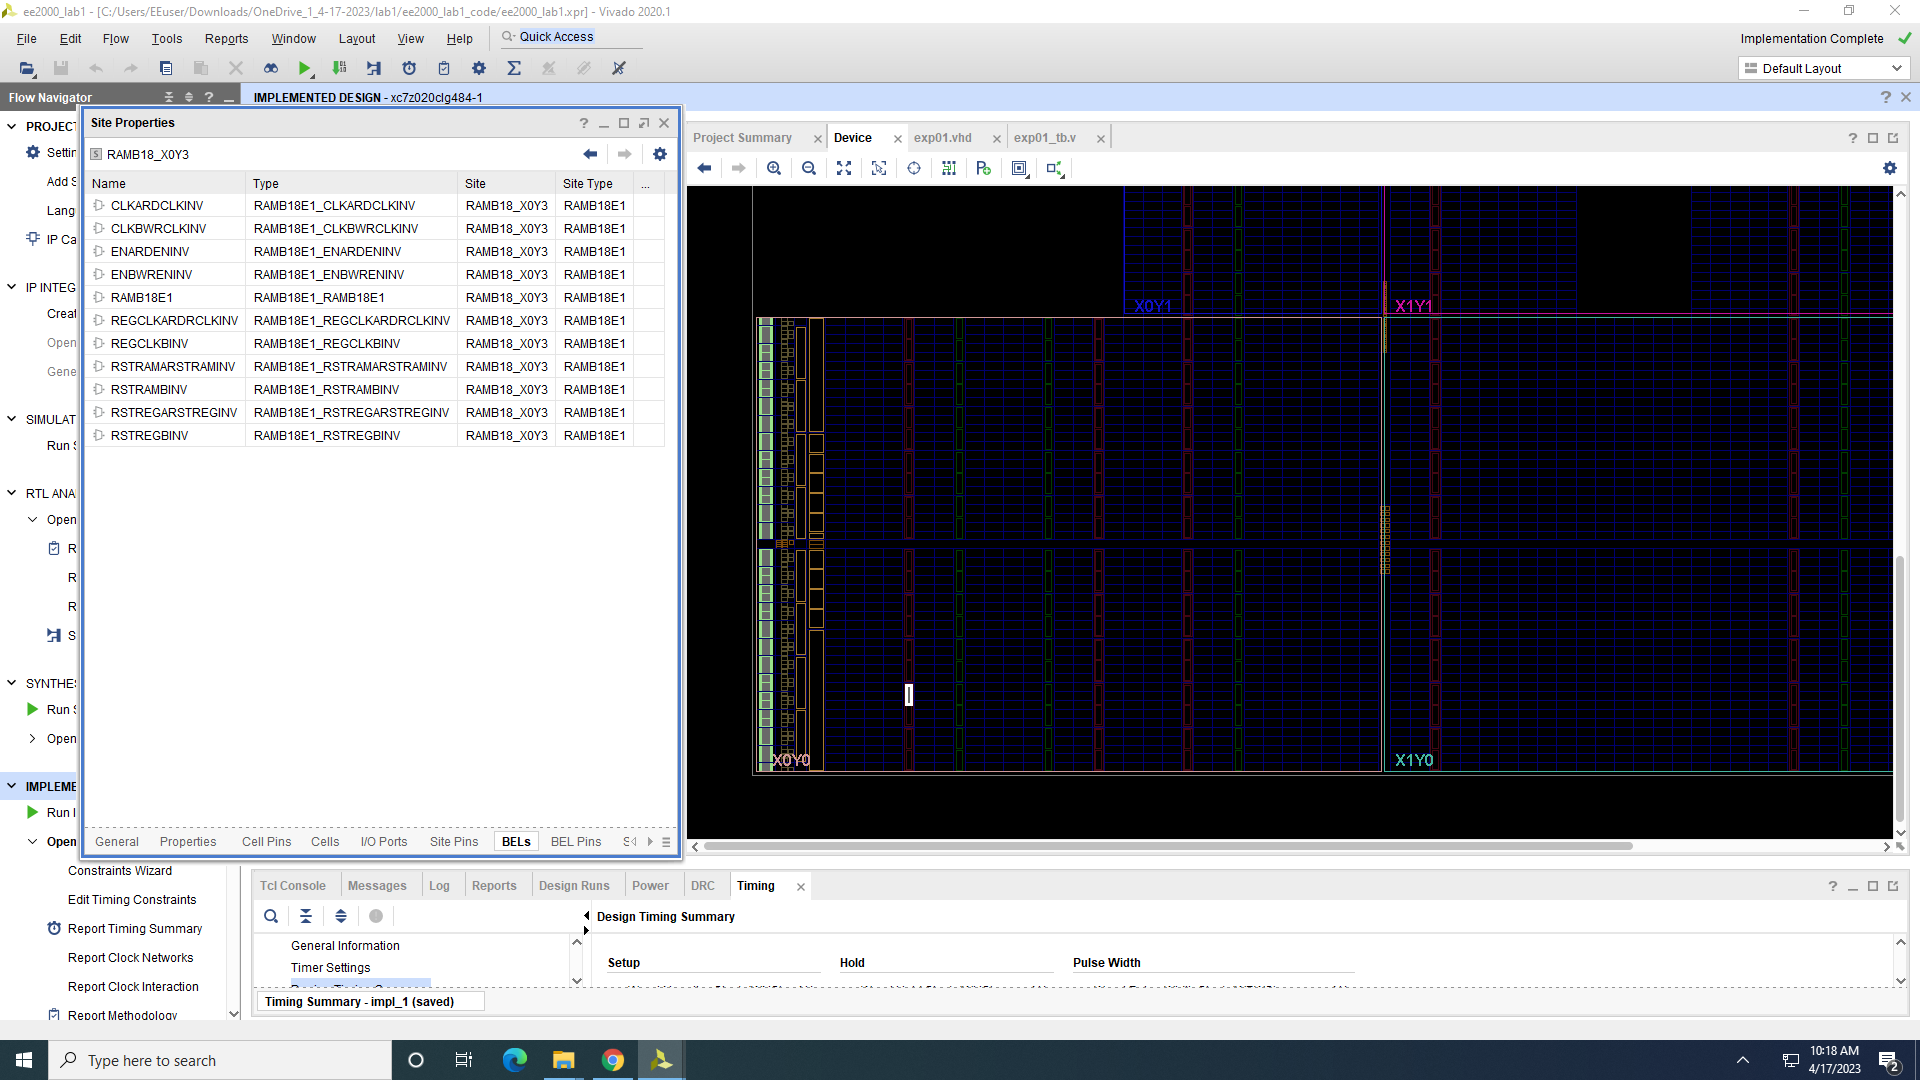 ee2000_lab1 - [C:/Users/EEuser/Downloads/OneDrive_1_4-17-2023/lab1/ee2000_lab1_code/ee2000_lab1.xpr] - Vivado 2020.1
File Edit Flow Tools Reports Window Layout View Help Quick Access
Implementation Complete
Default Layout
Flow Navigator
IMPLEMENTED DESIGN - xc7z020clg484-1
PROJECT
Settin
Add S
Lang
IP Ca
IP INTEG
Creat
Open
Gene
SIMULAT
Run S
RTL ANA
Open
R
R
R
S
SYNTHES
Run S
Open
IMPLEME
Run I
Open
Constraints Wizard
Edit Timing Constraints
Report Timing Summary
Report Clock Networks
Report Clock Interaction
Report Methodology
Site Properties
RAMB18_X0Y3
Name Type Site Site Type ...
CLKARDCLKINV RAMB18E1_CLKARDCLKINV RAMB18_X0Y3 RAMB18E1
CLKBWRCLKINV RAMB18E1_CLKBWRCLKINV RAMB18_X0Y3 RAMB18E1
ENARDENINV RAMB18E1_ENARDENINV RAMB18_X0Y3 RAMB18E1
ENBWRENINV RAMB18E1_ENBWRENINV RAMB18_X0Y3 RAMB18E1
RAMB18E1 RAMB18E1_RAMB18E1 RAMB18_X0Y3 RAMB18E1
REGCLKARDRCLKINV RAMB18E1_REGCLKARDRCLKINV RAMB18_X0Y3 RAMB18E1
REGCLKBINV RAMB18E1_REGCLKBINV RAMB18_X0Y3 RAMB18E1
RSTRAMARSTRAMINV RAMB18E1_RSTRAMARSTRAMINV RAMB18_X0Y3 RAMB18E1
RSTRAMBINV RAMB18E1_RSTRAMBINV RAMB18_X0Y3 RAMB18E1
RSTREGARSTREGINV RAMB18E1_RSTREGARSTREGINV RAMB18_X0Y3 RAMB18E1
RSTREGBINV RAMB18E1_RSTREGBINV RAMB18_X0Y3 RAMB18E1
General Properties Cell Pins Cells I/O Ports Site Pins BELs BEL Pins S
Project Summary Device exp01.vhd exp01_tb.v
X0Y1 X1Y1
X0Y0 X1Y0
Tcl Console Messages Log Reports Design Runs Power DRC Timing
Design Timing Summary
General Information
Timer Settings
Setup Hold Pulse Width
Timing Summary - impl_1 (saved)
Type here to search
10:18 AM
4/17/2023
2